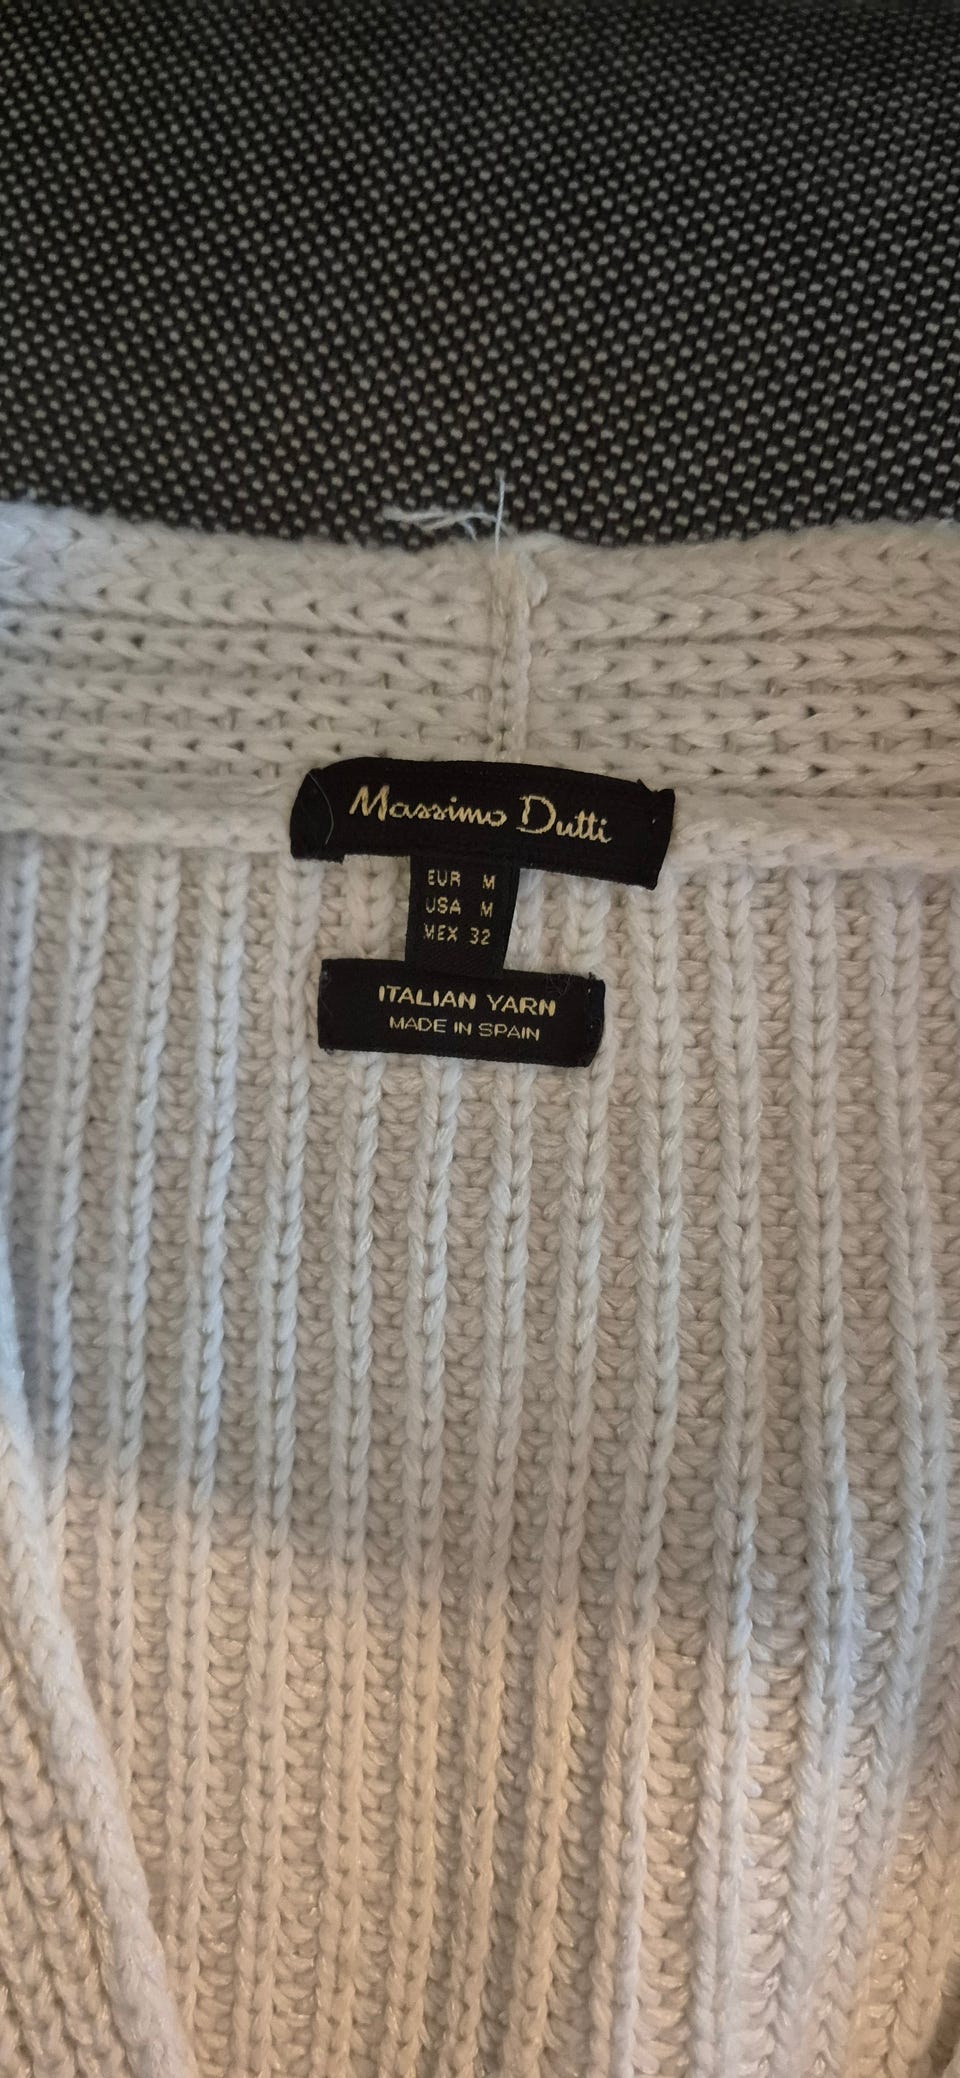 Massimo Dutti
EUR M
USA M
MEX 32
ITALIAN YARN
MADE IN SPAIN